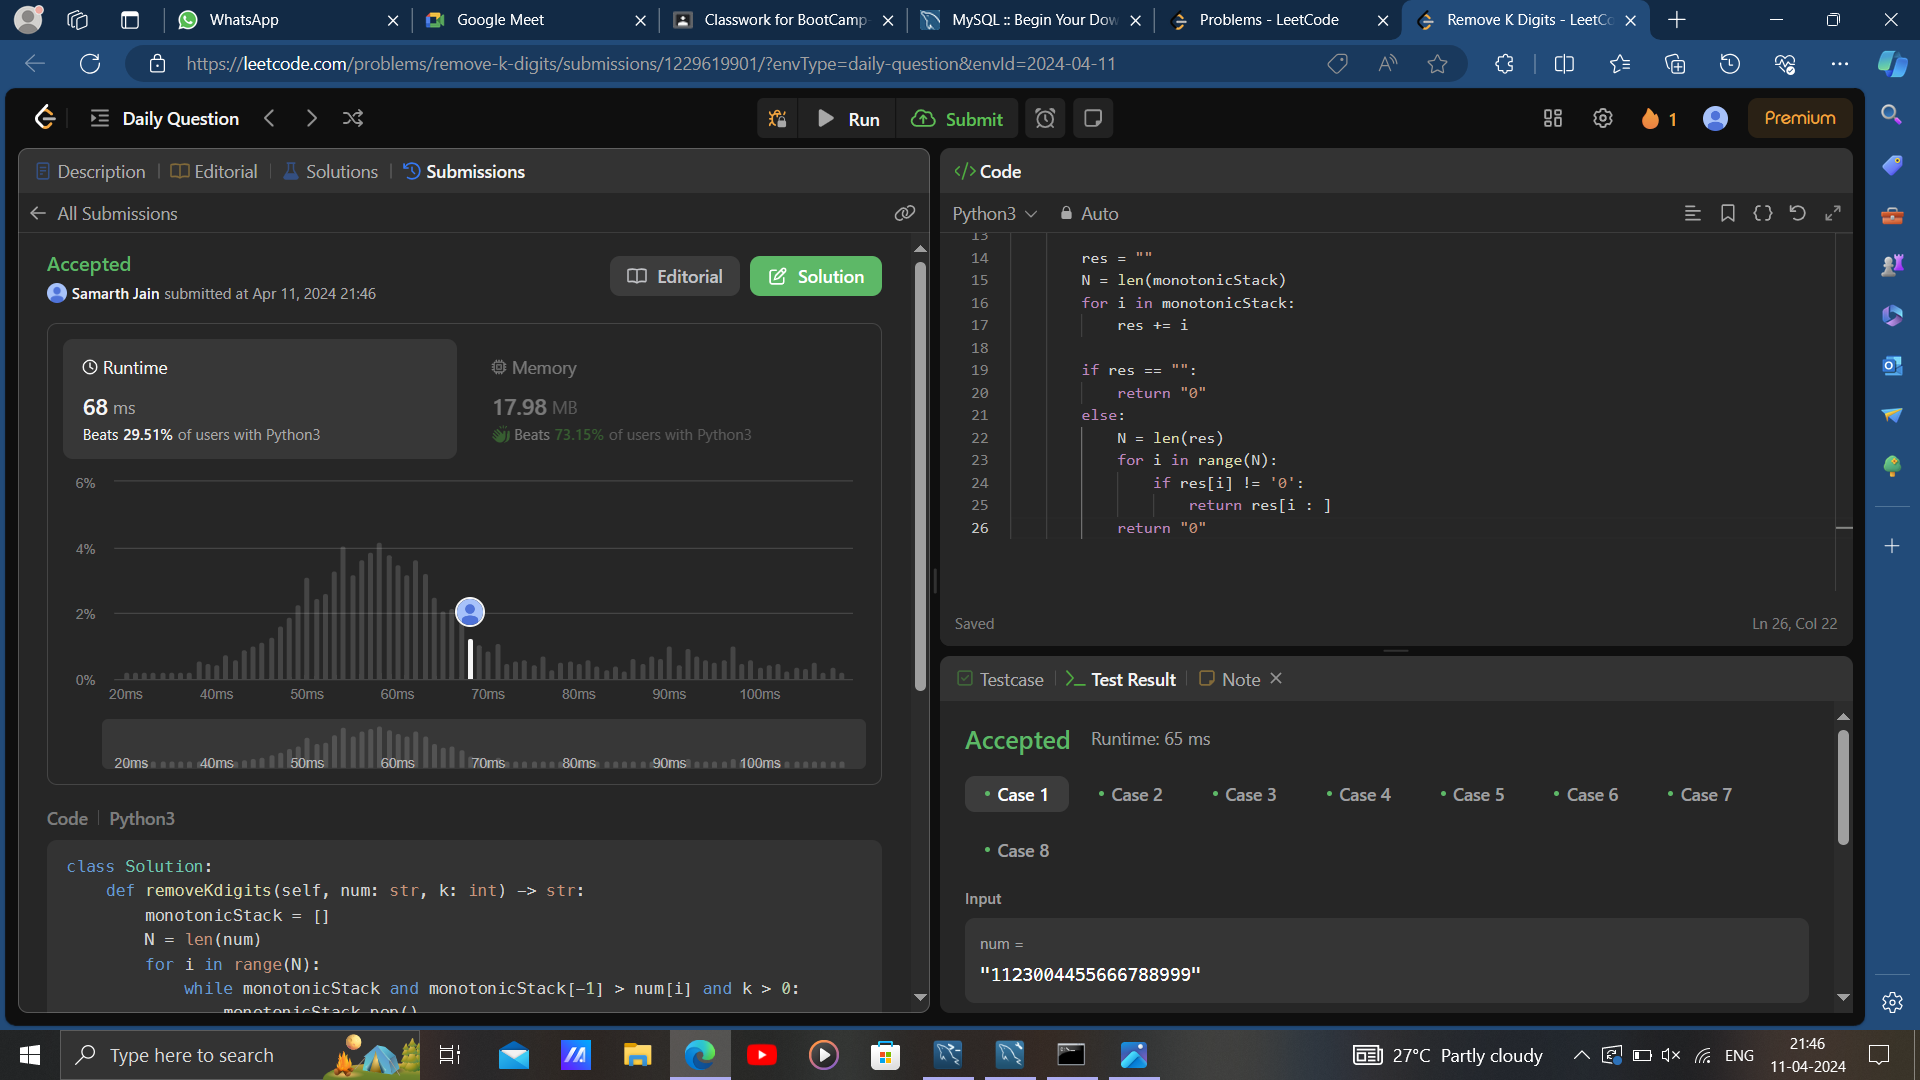 WhatsApp
Google Meet
Classwork for BootCamp-
MySQL :: Begin Your Dow
Problems - LeetCode
Remove K Digits - LeetCo
https://leetcode.com/problems/remove-k-digits/submissions/1229619901/?envType=daily-question&envId=2024-04-11
Daily Question
Run
Submit
1
Premium
Description
Editorial
Solutions
Submissions
All Submissions
Accepted
Samarth Jain submitted at Apr 11, 2024 21:46
Editorial
Solution
Runtime
68 ms
Beats 29.51% of users with Python3
Memory
17.98 MB
Beats 73.15% of users with Python3
6%
4%
2%
0%
20ms 40ms 50ms 60ms 70ms 80ms 90ms 100ms
20ms 40ms 50ms 60ms 70ms 80ms 90ms 100ms
Code Python3
class Solution:
def removeKdigits(self, num: str, k: int) -> str:
monotonicStack = []
N = len(num)
for i in range(N):
while monotonicStack and monotonicStack[-1] > num[i] and k > 0:
monotonicStack.pop()
</> Code
Python3
Auto
13
14 res = ""
15 N = len(monotonicStack)
16 for i in monotonicStack:
17 res += i
18
19 if res == "":
20 return "0"
21 else:
22 N = len(res)
23 for i in range(N):
24 if res[i] != '0':
25 return res[i : ]
26 return "0"
Saved
Ln 26, Col 22
Testcase
Test Result
Note
Accepted Runtime: 65 ms
Case 1
Case 2
Case 3
Case 4
Case 5
Case 6
Case 7
Case 8
Input
num =
"1123004455666788999"
Type here to search
27°C Partly cloudy
ENG
21:46
11-04-2024